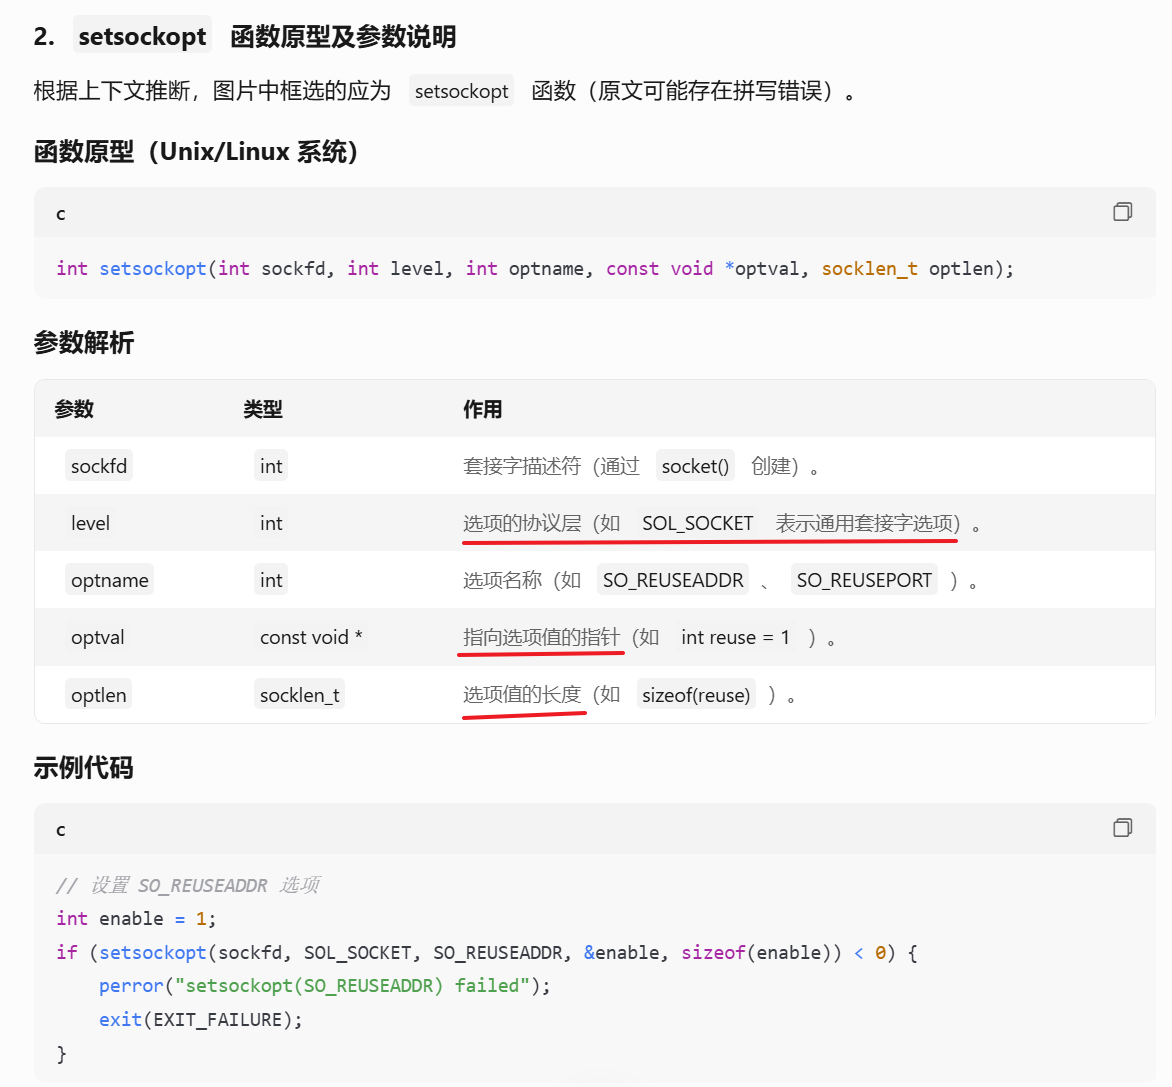 2. setsockopt 函数原型及参数说明
根据上下文推断，图片中框选的应为 setsockopt 函数（原文可能存在拼写错误）。
函数原型（Unix/Linux 系统）
c
int setsockopt(int sockfd, int level, int optname, const void *optval, socklen_t optlen);
参数解析
参数 类型 作用
sockfd int 套接字描述符（通过 socket() 创建）。
level int 选项的协议层（如 SOL_SOCKET 表示通用套接字选项）。
optname int 选项名称（如 SO_REUSEADDR 、 SO_REUSEPORT ）。
optval const void * 指向选项值的指针（如 int reuse = 1 ）。
optlen socklen_t 选项值的长度（如 sizeof(reuse) ）。
示例代码
c
// 设置 SO_REUSEADDR 选项
int enable = 1;
if (setsockopt(sockfd, SOL_SOCKET, SO_REUSEADDR, &enable, sizeof(enable)) < 0) {
    perror("setsockopt(SO_REUSEADDR) failed");
    exit(EXIT_FAILURE);
}